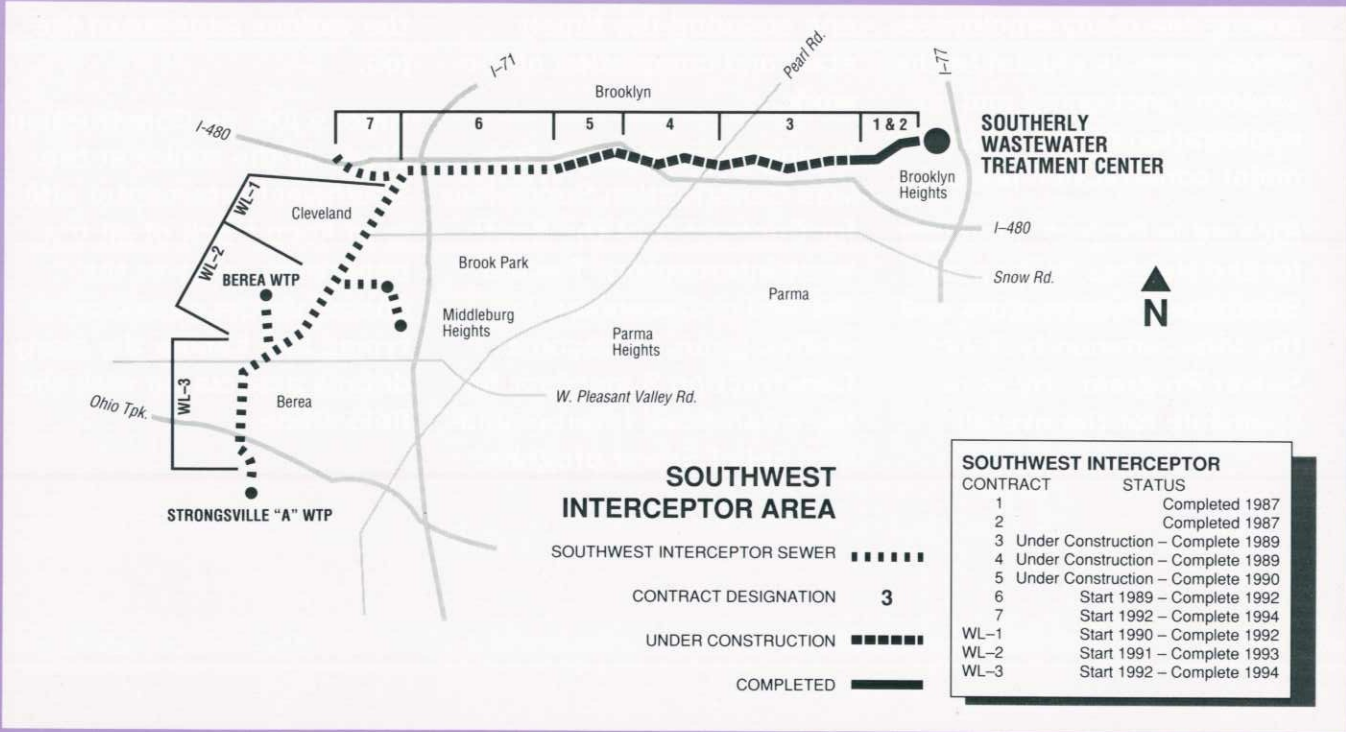 I–71
Pearl Rd.
I–77
Brooklyn
I–480
7
6
5
4
3
1 & 2
SOUTHERLY
WASTEWATER
TREATMENT CENTER
Brooklyn
Heights
WL–1
Cleveland
WL–2
I–480
BEREA WTP
Brook Park
Snow Rd.
Parma
N
Middleburg
Heights
Parma
Heights
WL–3
Ohio Tpk.
Berea
W. Pleasant Valley Rd.
STRONGSVILLE “A” WTP
SOUTHWEST
INTERCEPTOR AREA
SOUTHWEST INTERCEPTOR SEWER
CONTRACT DESIGNATION 3
UNDER CONSTRUCTION
COMPLETED
SOUTHWEST INTERCEPTOR
CONTRACT STATUS
1 Completed 1987
2 Completed 1987
3 Under Construction – Complete 1989
4 Under Construction – Complete 1989
5 Under Construction – Complete 1990
6 Start 1989 – Complete 1992
7 Start 1992 – Complete 1994
WL–1 Start 1990 – Complete 1992
WL–2 Start 1991 – Complete 1993
WL–3 Start 1992 – Complete 1994